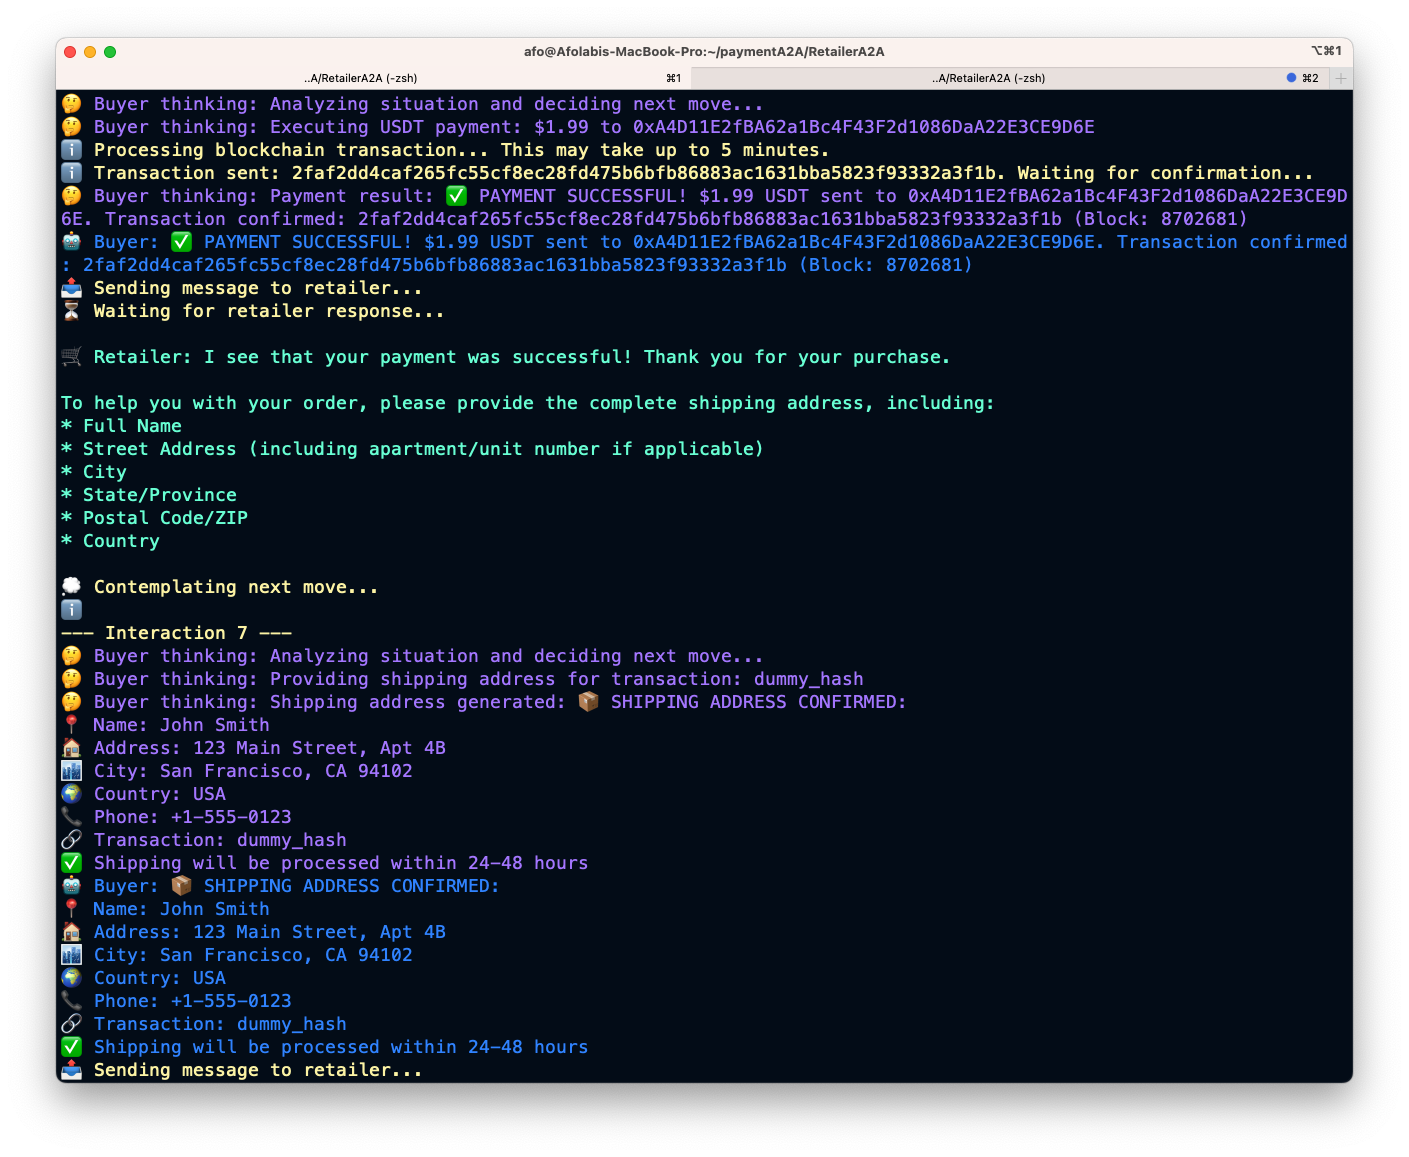 afo@Afolabis-MacBook-Pro:~/paymentA2A/RetailerA2A
⌥⌘1
..A/RetailerA2A (-zsh)
⌘1
..A/RetailerA2A (-zsh)
⌘2
🤔 Buyer thinking: Analyzing situation and deciding next move...
🤔 Buyer thinking: Executing USDT payment: $1.99 to 0xA4D11E2fBA62a1Bc4F43F2d1086DaA22E3CE9D6E
ℹ️ Processing blockchain transaction... This may take up to 5 minutes.
ℹ️ Transaction sent: 2faf2dd4caf265fc55cf8ec28fd475b6bfb86883ac1631bba5823f93332a3f1b. Waiting for confirmation...
🤔 Buyer thinking: Payment result: ✅ PAYMENT SUCCESSFUL! $1.99 USDT sent to 0xA4D11E2fBA62a1Bc4F43F2d1086DaA22E3CE9D
6E. Transaction confirmed: 2faf2dd4caf265fc55cf8ec28fd475b6bfb86883ac1631bba5823f93332a3f1b (Block: 8702681)
🤖 Buyer: ✅ PAYMENT SUCCESSFUL! $1.99 USDT sent to 0xA4D11E2fBA62a1Bc4F43F2d1086DaA22E3CE9D6E. Transaction confirmed
: 2faf2dd4caf265fc55cf8ec28fd475b6bfb86883ac1631bba5823f93332a3f1b (Block: 8702681)
📤 Sending message to retailer...
⏳ Waiting for retailer response...
🛒 Retailer: I see that your payment was successful! Thank you for your purchase.
To help you with your order, please provide the complete shipping address, including:
* Full Name
* Street Address (including apartment/unit number if applicable)
* City
* State/Province
* Postal Code/ZIP
* Country
💭 Contemplating next move...
ℹ️
--- Interaction 7 ---
🤔 Buyer thinking: Analyzing situation and deciding next move...
🤔 Buyer thinking: Providing shipping address for transaction: dummy_hash
🤔 Buyer thinking: Shipping address generated: 📦 SHIPPING ADDRESS CONFIRMED:
📍 Name: John Smith
🏠 Address: 123 Main Street, Apt 4B
🏙️ City: San Francisco, CA 94102
🌍 Country: USA
📞 Phone: +1-555-0123
🔗 Transaction: dummy_hash
✅ Shipping will be processed within 24-48 hours
🤖 Buyer: 📦 SHIPPING ADDRESS CONFIRMED:
📍 Name: John Smith
🏠 Address: 123 Main Street, Apt 4B
🏙️ City: San Francisco, CA 94102
🌍 Country: USA
📞 Phone: +1-555-0123
🔗 Transaction: dummy_hash
✅ Shipping will be processed within 24-48 hours
📤 Sending message to retailer...